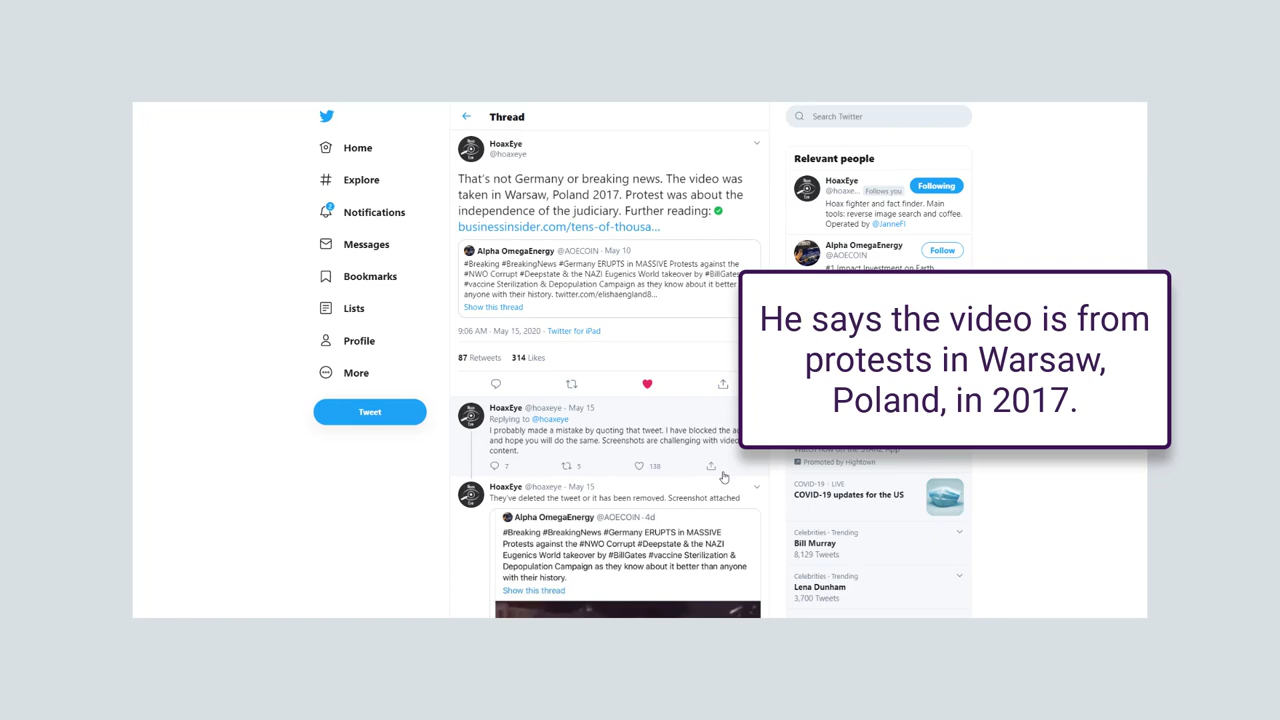 Home
Explore
2
Notifications
Messages
Bookmarks
Lists
Profile
More
Tweet
Thread
HoaxEye
@hoaxeye
That's not Germany or breaking news. The video was
taken in Warsaw, Poland 2017. Protest was about the
independence of the judiciary. Further reading:
businessinsider.com/tens-of-thousa...
Alpha OmegaEnergy @AOECOIN · May 10
#Breaking #BreakingNews #Germany ERUPTS in MASSIVE Protests against the
#NWO Corrupt #Deepstate & the NAZI Eugenics World takeover by #BillGates
#vaccine Sterilization & Depopulation Campaign as they know about it better
anyone with their history. twitter.com/elishaengland8...
Show this thread
9:06 AM · May 15, 2020 · Twitter for iPad
87 Retweets 314 Likes
HoaxEye @hoaxeye · May 15
Replying to @hoaxeye
I probably made a mistake by quoting that tweet. I have blocked the
and hope you will do the same. Screenshots are challenging with
content.
7 5 138
HoaxEye @hoaxeye · May 15
They've deleted the tweet or it has been removed. Screenshot attached
Alpha OmegaEnergy @AOECOIN · 4d
#Breaking #BreakingNews #Germany ERUPTS in MASSIVE
Protests against the #NWO Corrupt #Deepstate & the NAZI
Eugenics World takeover by #BillGates #vaccine Sterilization &
Depopulation Campaign as they know about it better than anyone
with their history.
Show this thread
Search Twitter
Relevant people
HoaxEye
@hoaxe... Follows you
Following
Hoax fighter and fact finder. Main
tools: reverse image search and coffee.
Operated by @JanneFI
Alpha OmegaEnergy
@AOECOIN
Follow
#1 Impact Investment on Earth
He says the video is from
protests in Warsaw,
Poland, in 2017.
Watch now on the STARZ App
Promoted by Hightown
COVID-19 · LIVE
COVID-19 updates for the US
Celebrities · Trending
Bill Murray
8,129 Tweets
Celebrities · Trending
Lena Dunham
3,700 Tweets